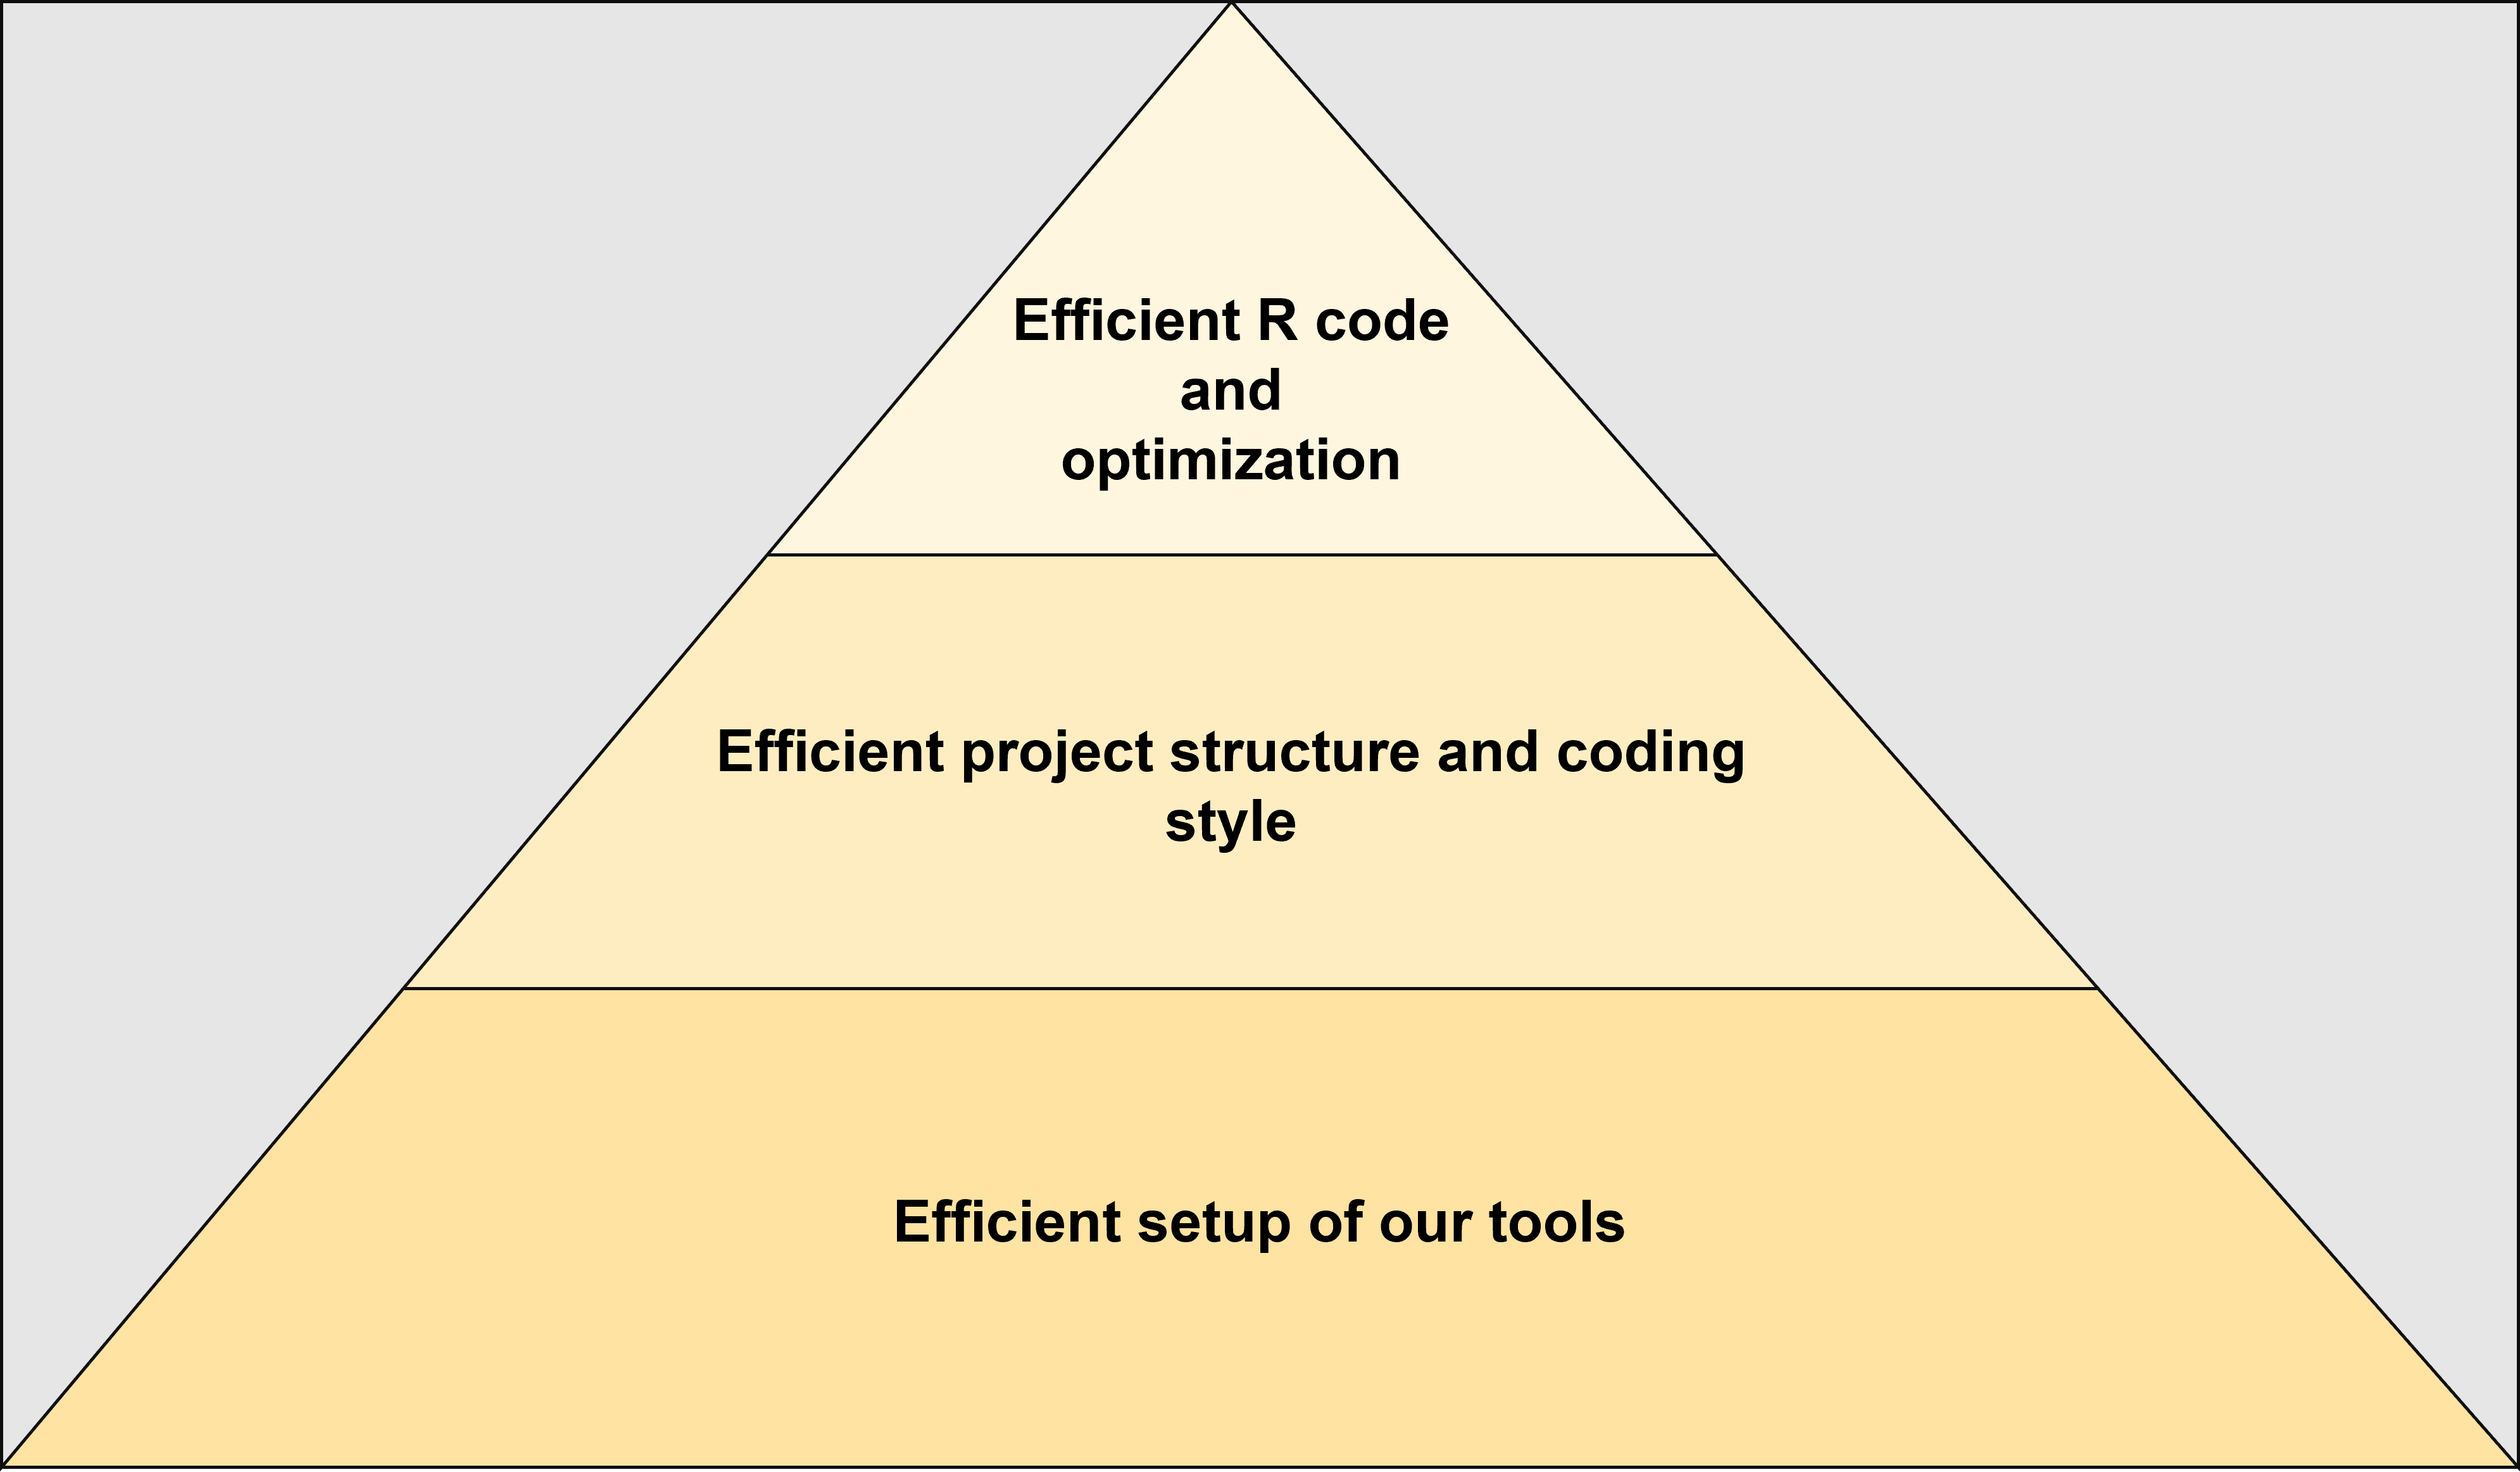 Efficient R code
and
optimization
Efficient project structure and coding
style
Efficient setup of our tools